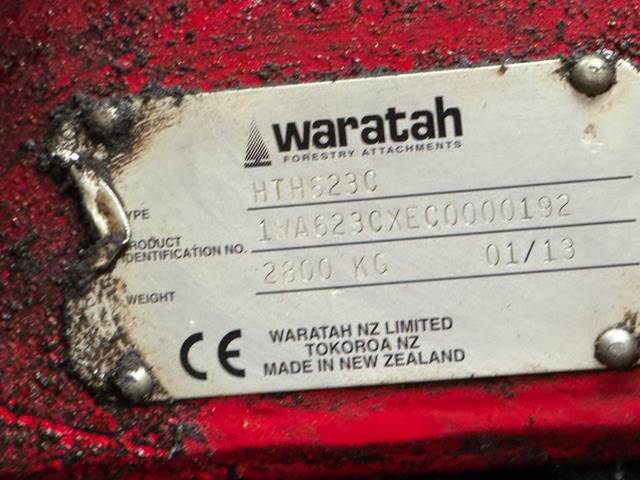 waratah
FORESTRY ATTACHMENTS
TYPE HTH623C
PRODUCT IDENTIFICATION NO. 1WA623CXEC0000192
WEIGHT 2800 KG 01/13
CE
WARATAH NZ LIMITED
TOKOROA NZ
MADE IN NEW ZEALAND